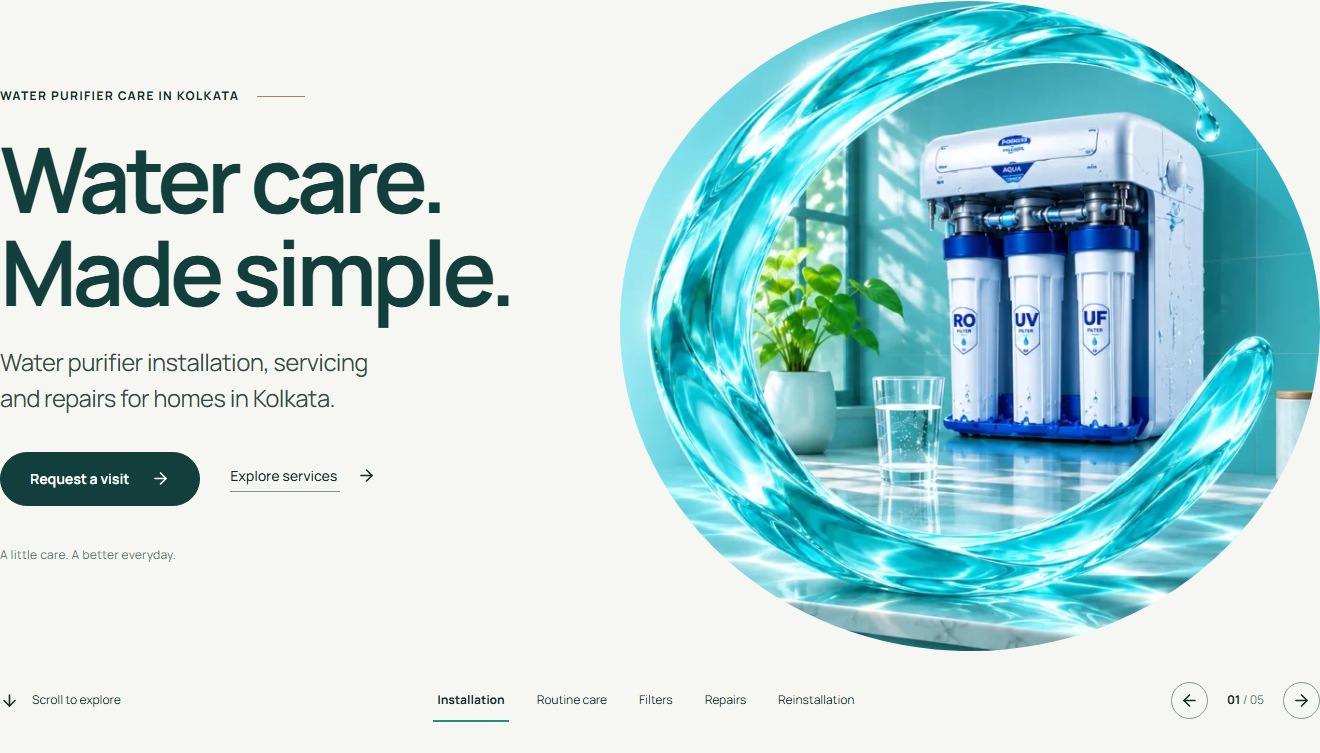 WATER PURIFIER CARE IN KOLKATA
Water care.
Made simple.
Water purifier installation, servicing
and repairs for homes in Kolkata.
Request a visit
Explore services
A little care. A better everyday.
AQUA
RO
FILTER
UV
FILTER
UF
FILTER
Scroll to explore
Installation
Routine care
Filters
Repairs
Reinstallation
01 / 05